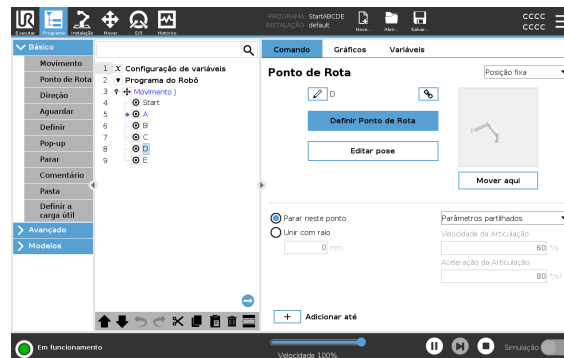 UR
Executar
Programa
Instalação
Mover
E/S
Histórico
PROGRAMA StartABCDE
INSTALAÇÃO default
Novo...
Abrir...
Salvar...
CCCC
CCCC
Básico
Movimento
Ponto de Rota
Direção
Aguardar
Definir
Pop-up
Parar
Comentário
Pasta
Definir a
carga útil
Avançado
Modelos
1 X Configuração de variáveis
2 Programa do Robô
3 Movimento J
4 Start
5 A
6 B
7 C
8 D
9 E
Comando Gráficos Variáveis
Ponto de Rota
Posição fixa
D
Definir Ponto de Rota
Editar pose
Mover aqui
Parar neste ponto
Unir com raio
0 mm
Parâmetros partilhados
Velocidade da Articulação
60 °/s
Aceleração da Articulação
80 °/s²
+ Adicionar até
Em funcionamento
Velocidade 100%
Simulação